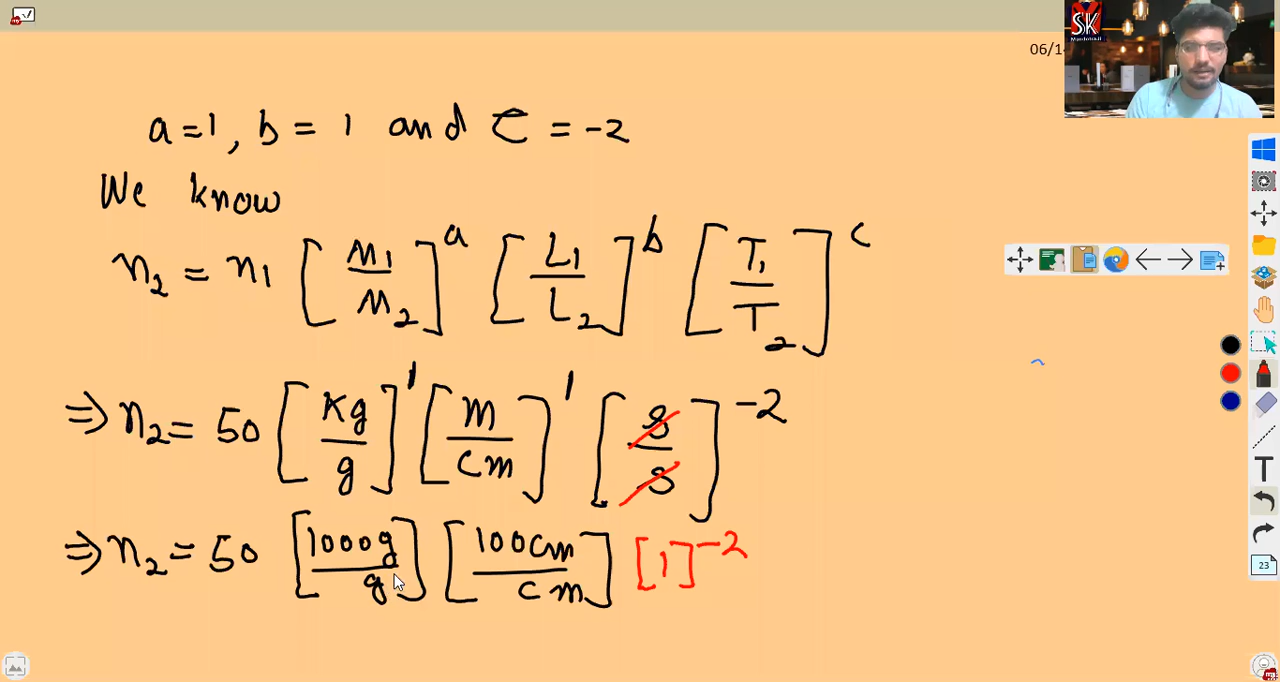 SK
06/1
a=1, b = 1 and c = -2
We know
n₂ = n₁ [M₁/M₂]ᵃ [L₁/L₂]ᵇ [T₁/T₂]ᶜ
⇒ n₂ = 50 [Kg/g]¹ [m/cm]¹ [s/s]⁻²
⇒ n₂ = 50 [1000g/g] [100cm/cm] [1]⁻²
T
23